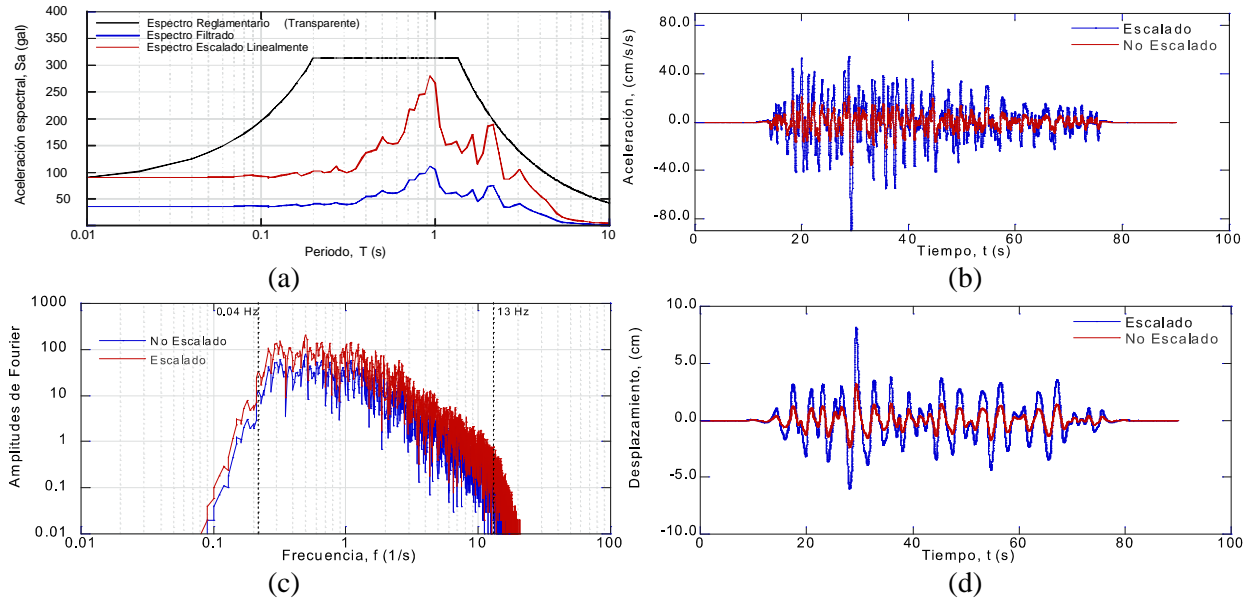 Aceleración espectral, Sa (gal)
400
350
300
250
200
150
100
50
Espectro Reglamentario (Transparente)
Espectro Filtrado
Espectro Escalado Linealmente
0.01
0.1
1
10
Periodo, T (s)
(a)
Aceleración, (cm/s/s)
80.0
40.0
0.0
-40.0
-80.0
Escalado
No Escalado
0
20
40
60
80
100
Tiempo, t (s)
(b)
Amplitudes de Fourier
1000
100
10
1
0.1
0.01
0.04 Hz
13 Hz
No Escalado
Escalado
0.01
0.1
1
10
100
Frecuencia, f (1/s)
(c)
Desplazamiento, (cm)
10.0
5.0
0.0
-5.0
-10.0
Escalado
No Escalado
0
20
40
60
80
100
Tiempo, t (s)
(d)